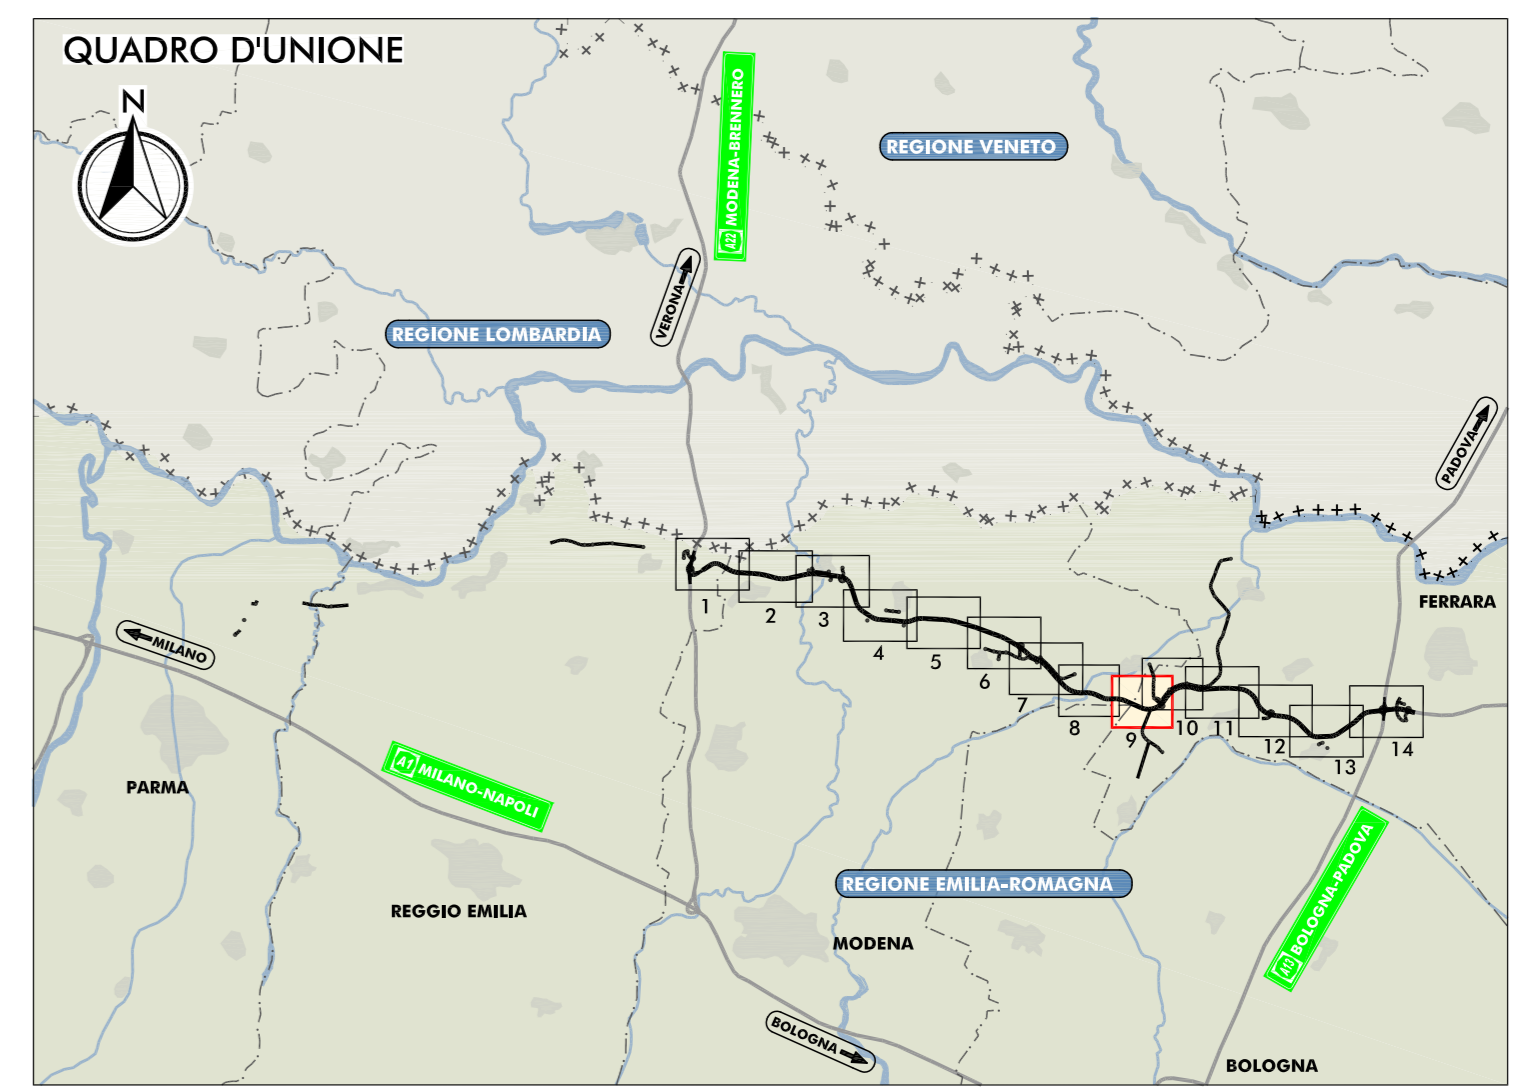 QUADRO D'UNIONE
N
A22 MODENA-BRENNERO
REGIONE VENETO
VERONA
REGIONE LOMBARDIA
PADOVA
1
2
3
4
5
6
7
8
9
10
11
12
13
14
FERRARA
MILANO
PARMA
A1 MILANO-NAPOLI
REGGIO EMILIA
REGIONE EMILIA-ROMAGNA
MODENA
A13 BOLOGNA-PADOVA
BOLOGNA
BOLOGNA